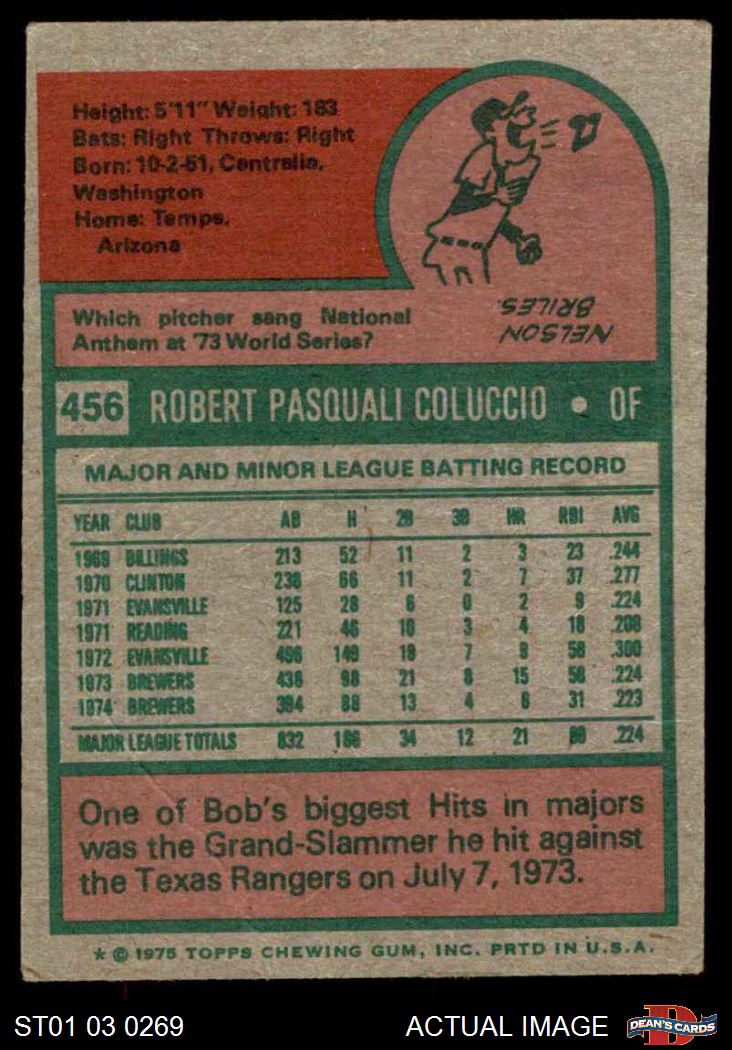 Height: 5'11" Weight: 183
Bats: Right Throws: Right
Born: 10-2-51, Centralia,
Washington
Home: Tempe,
Arizona
Which pitcher sang National
Anthem at '73 World Series?
NELSON
BRILES.
456 ROBERT PASQUALI COLUCCIO • OF
MAJOR AND MINOR LEAGUE BATTING RECORD
YEAR CLUB AB H 2B 3B HR RBI AVG
1969 BILLINGS 213 52 11 2 3 23 .244
1970 CLINTON 238 66 11 2 7 37 .277
1971 EVANSVILLE 125 28 6 0 2 9 .224
1971 READING 221 46 10 3 4 18 .208
1972 EVANSVILLE 496 149 19 7 9 58 .300
1973 BREWERS 438 98 21 8 15 58 .224
1974 BREWERS 394 88 13 4 6 31 .223
MAJOR LEAGUE TOTALS 832 186 34 12 21 89 .224
One of Bob's biggest Hits in majors
was the Grand-Slammer he hit against
the Texas Rangers on July 7, 1973.
* © 1975 TOPPS CHEWING GUM, INC. PRTD IN U.S.A.
ST01 03 0269 ACTUAL IMAGE D DEAN'S CARDS